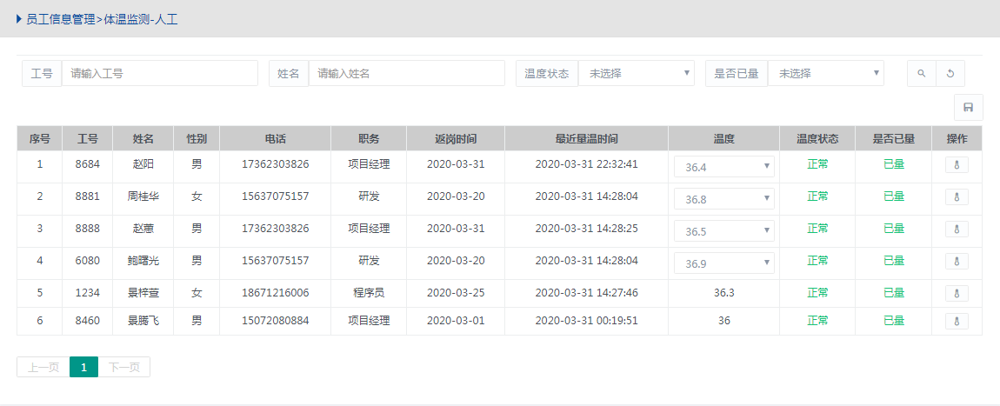 员工信息管理>体温监测-人工
工号 请输入工号 姓名 请输入姓名 温度状态 未选择 是否已量 未选择
序号 工号 姓名 性别 电话 职务 返岗时间 最近量温时间 温度 温度状态 是否已量 操作
1 8684 赵阳 男 17362303826 项目经理 2020-03-31 2020-03-31 22:32:41 36.4 正常 已量
2 8881 周桂华 女 15637075157 研发 2020-03-20 2020-03-31 14:28:04 36.8 正常 已量
3 8888 赵蕙 男 17362303826 项目经理 2020-03-31 2020-03-31 14:28:25 36.5 正常 已量
4 6080 鲍曙光 男 15637075157 研发 2020-03-20 2020-03-31 14:28:04 36.9 正常 已量
5 1234 景梓萱 女 18671216006 程序员 2020-03-25 2020-03-31 14:27:46 36.3 正常 已量
6 8460 景腾飞 男 15072080884 项目经理 2020-03-01 2020-03-31 00:19:51 36 正常 已量
上一页 1 下一页